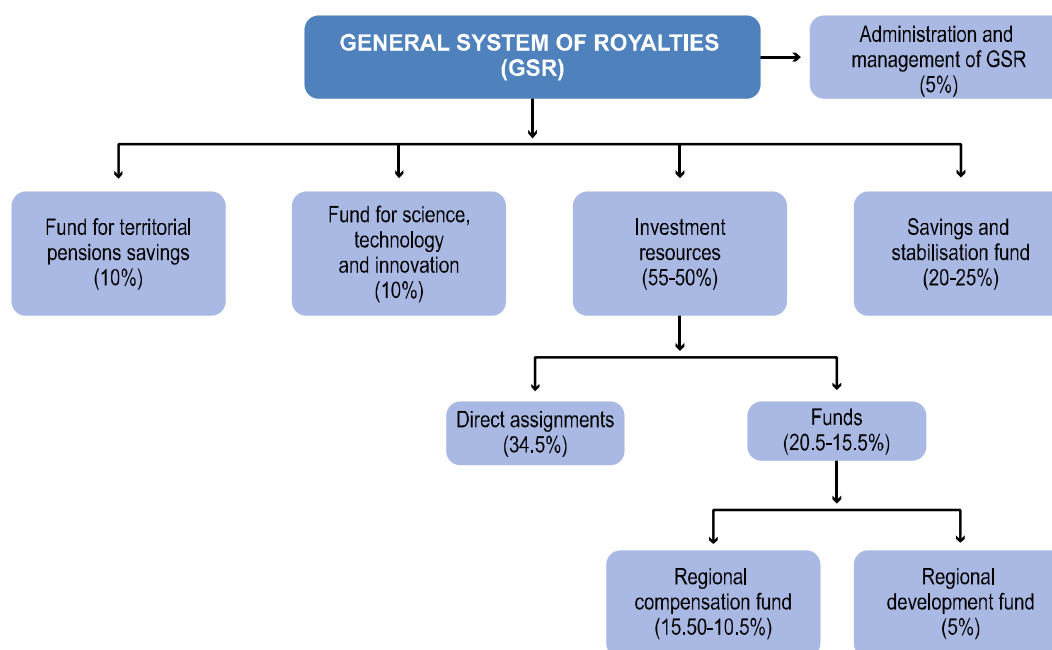 GENERAL SYSTEM OF ROYALTIES
(GSR)
Administration and
management of GSR
(5%)
Fund for territorial
pensions savings
(10%)
Fund for science,
technology
and innovation
(10%)
Investment
resources
(55-50%)
Savings and
stabilisation fund
(20-25%)
Direct assignments
(34.5%)
Funds
(20.5-15.5%)
Regional
compensation fund
(15.50-10.5%)
Regional
development fund
(5%)